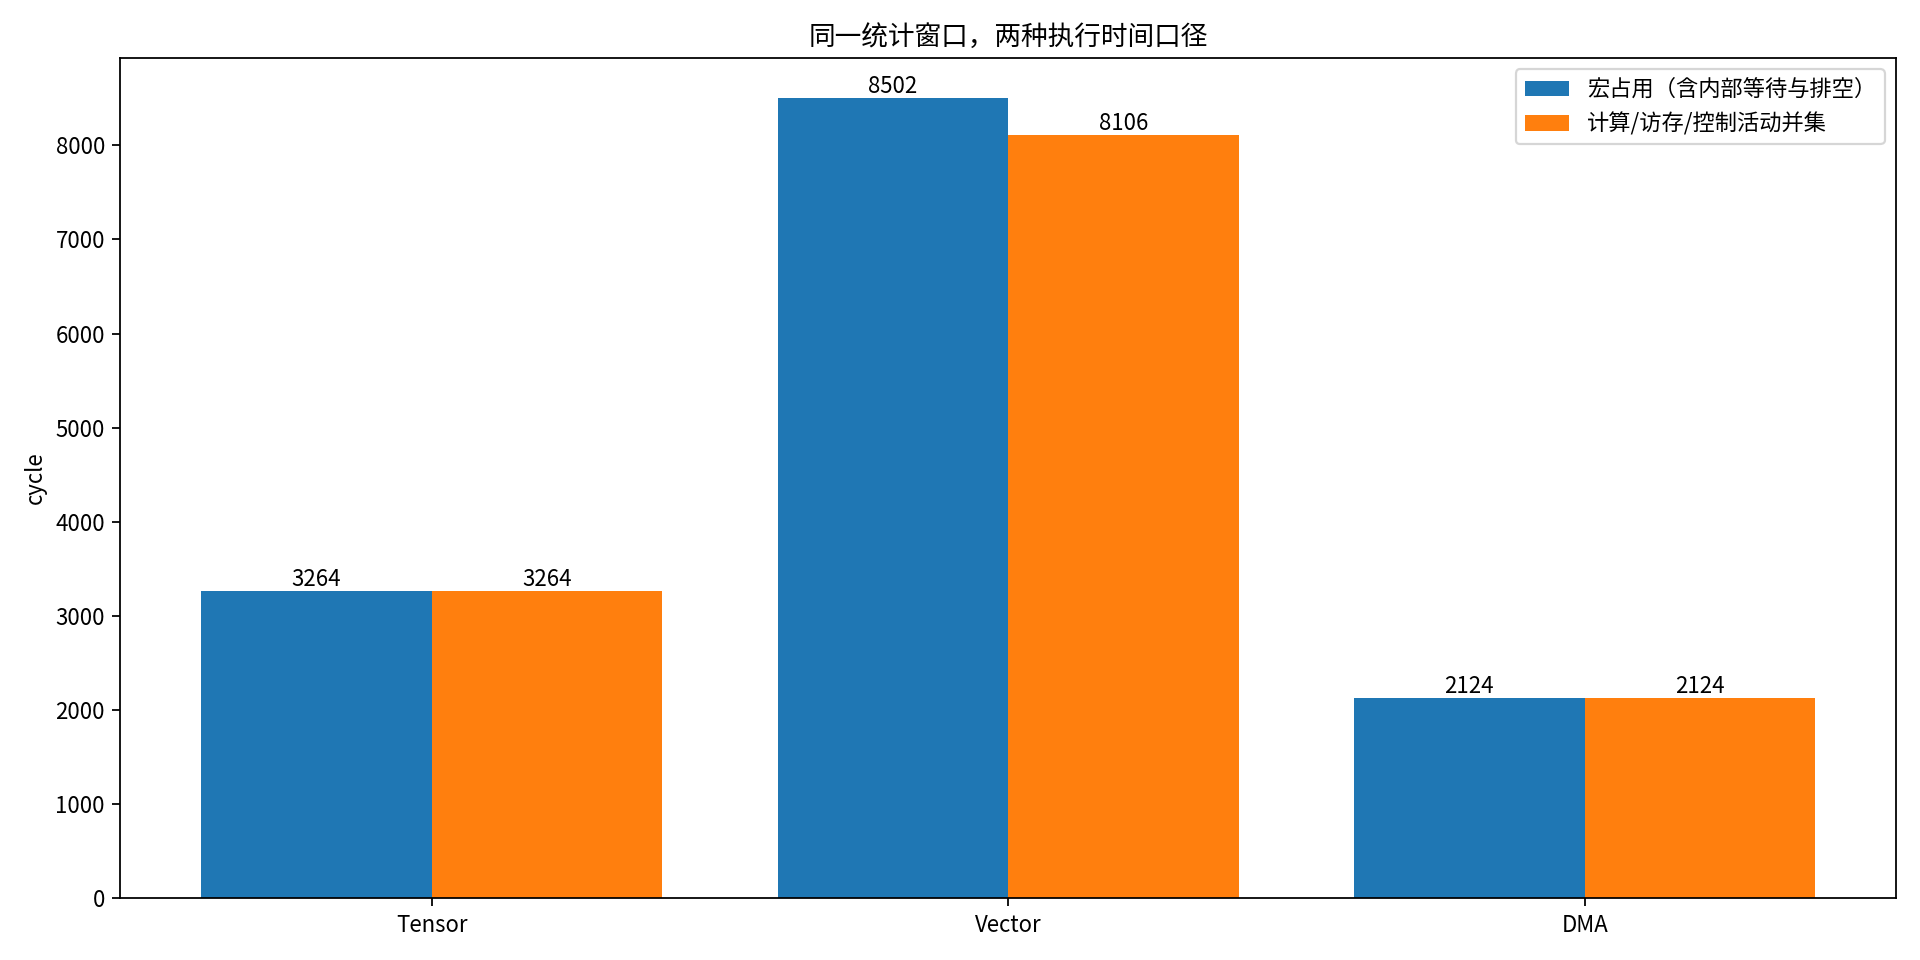 同一统计窗口，两种执行时间口径
宏占用（含内部等待与排空）
计算/访存/控制活动并集
cycle
8000
7000
6000
5000
4000
3000
2000
1000
0
3264
3264
8502
8106
2124
2124
Tensor
Vector
DMA